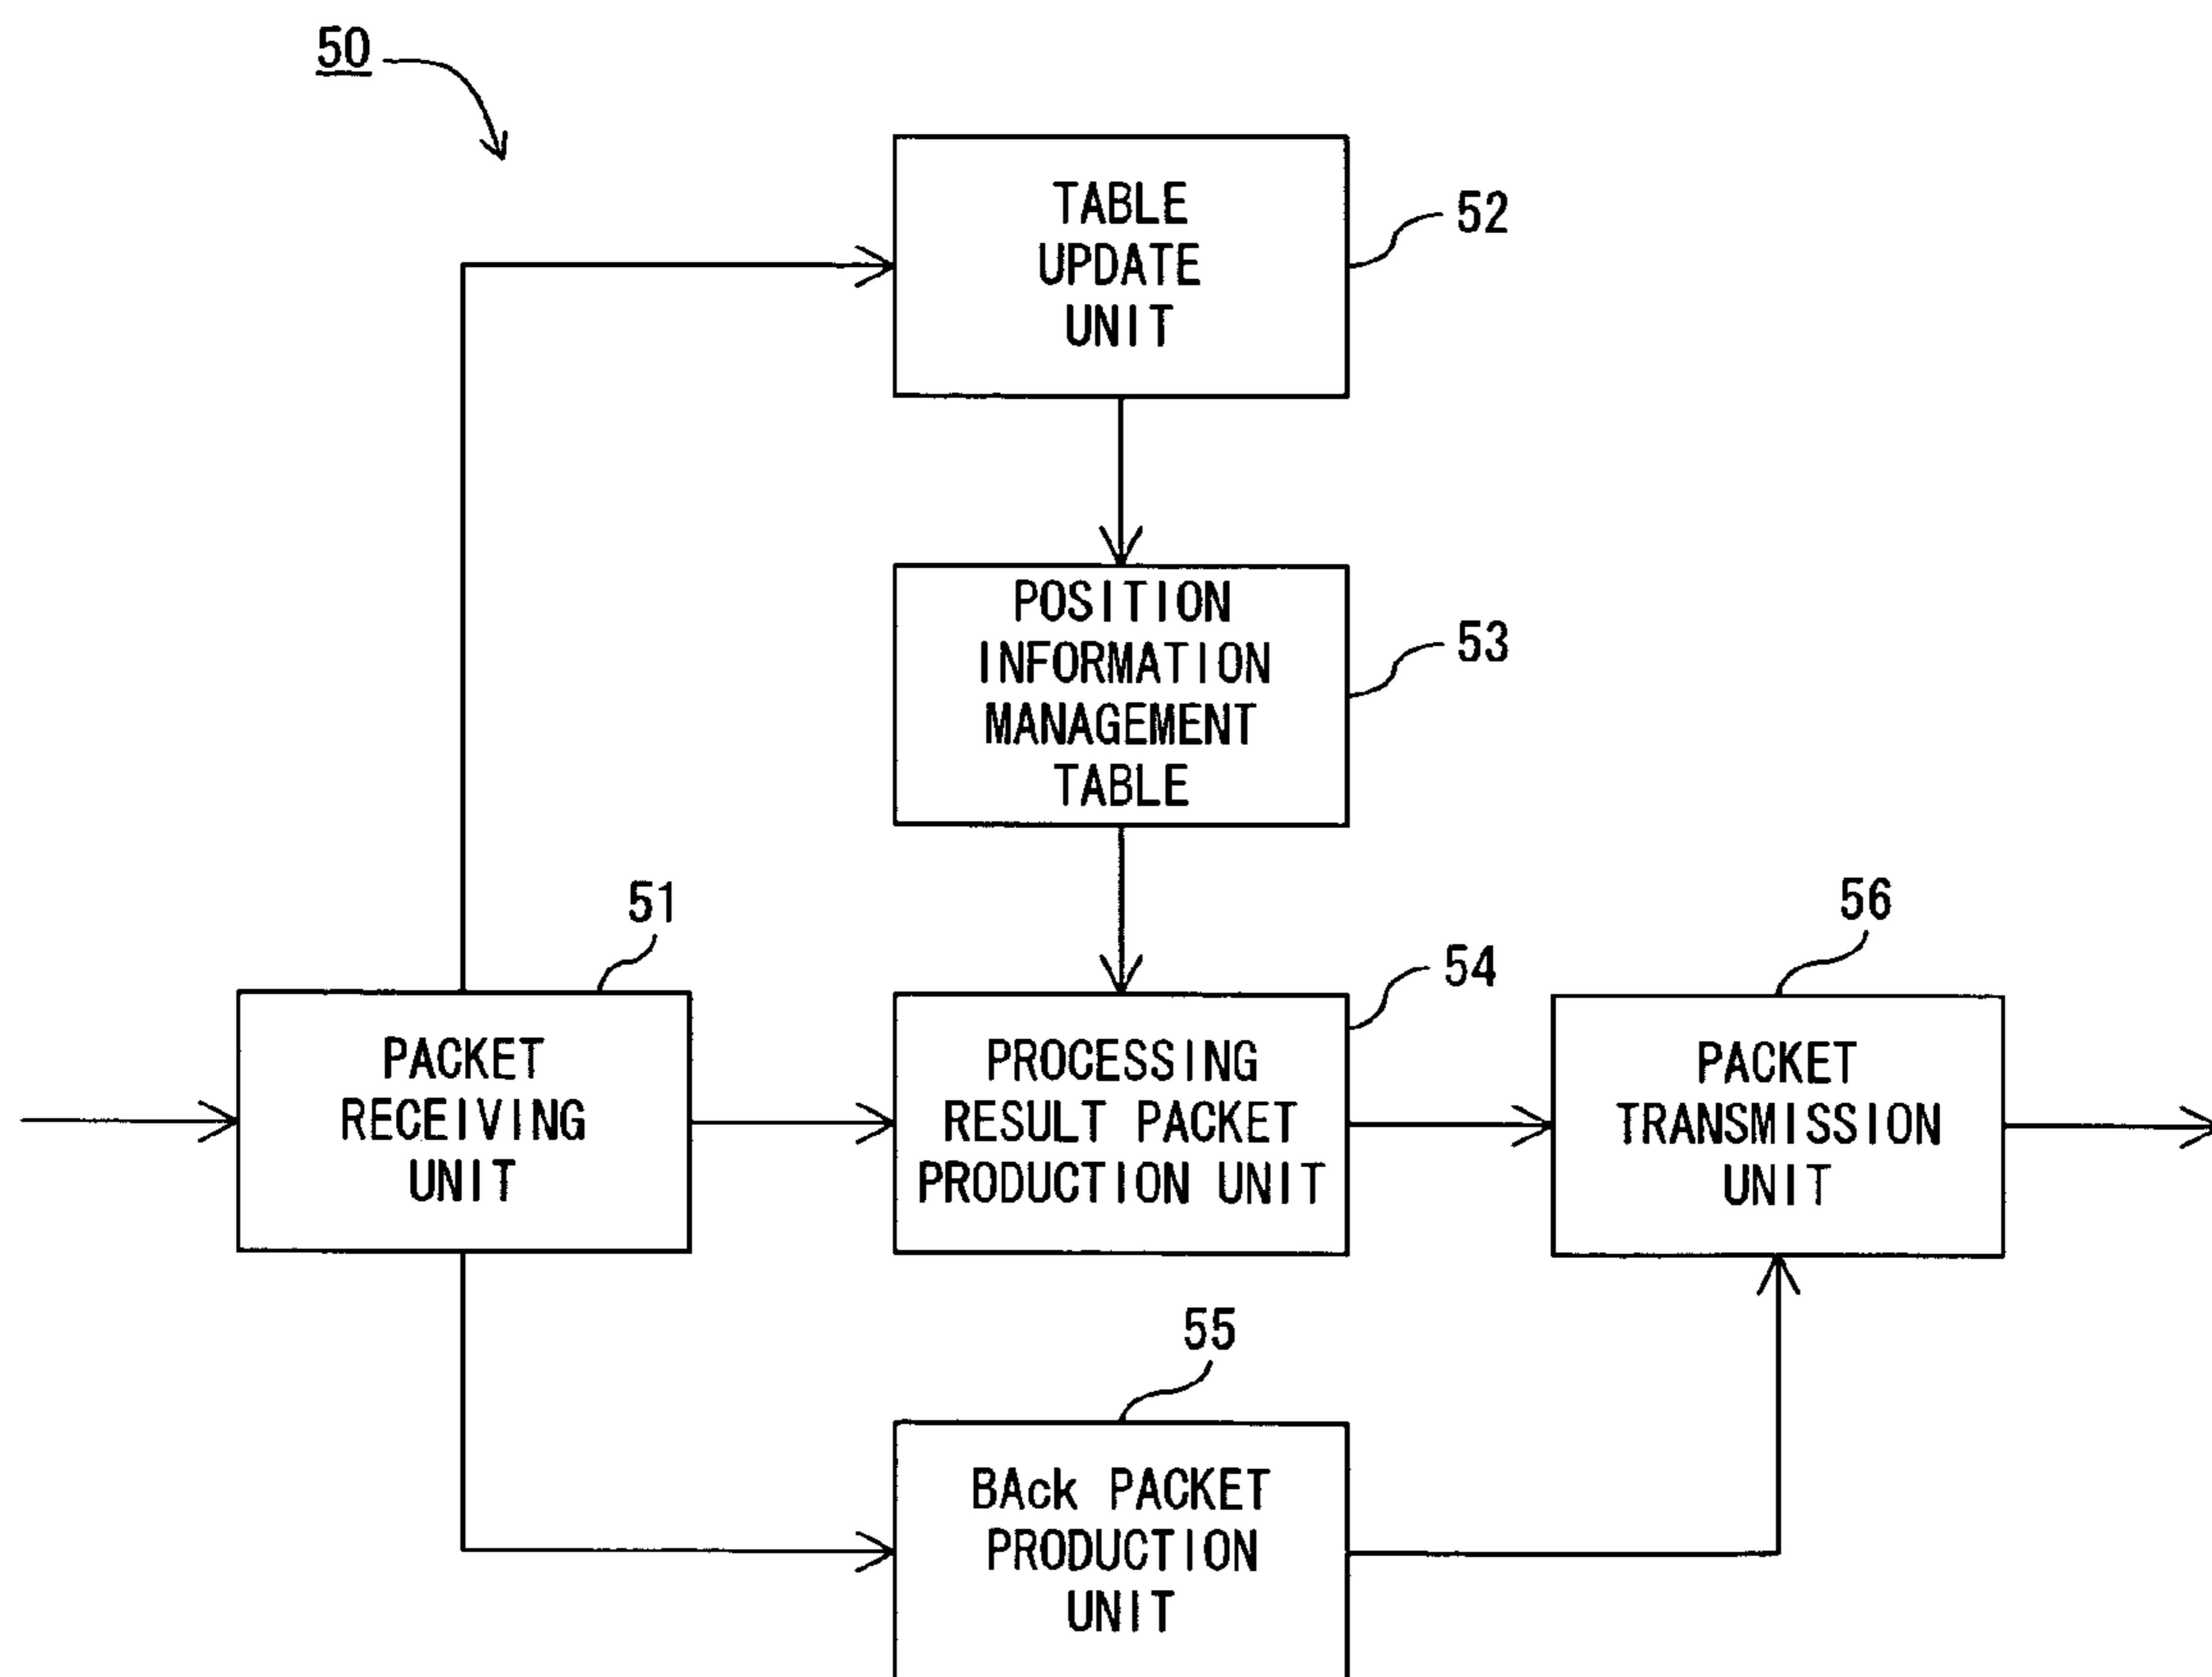 50
TABLE
UPDATE
UNIT
52
POSITION
INFORMATION
MANAGEMENT
TABLE
53
51
PACKET
RECEIVING
UNIT
PROCESSING
RESULT PACKET
PRODUCTION UNIT
54
56
PACKET
TRANSMISSION
UNIT
55
BAck PACKET
PRODUCTION
UNIT